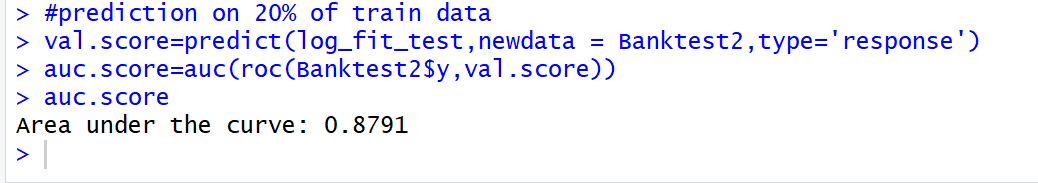 > #prediction on 20% of train data
> val.score=predict(log_fit_test,newdata = Banktest2,type='response')
> auc.score=auc(roc(Banktest2$y,val.score))
> auc.score
Area under the curve: 0.8791
>